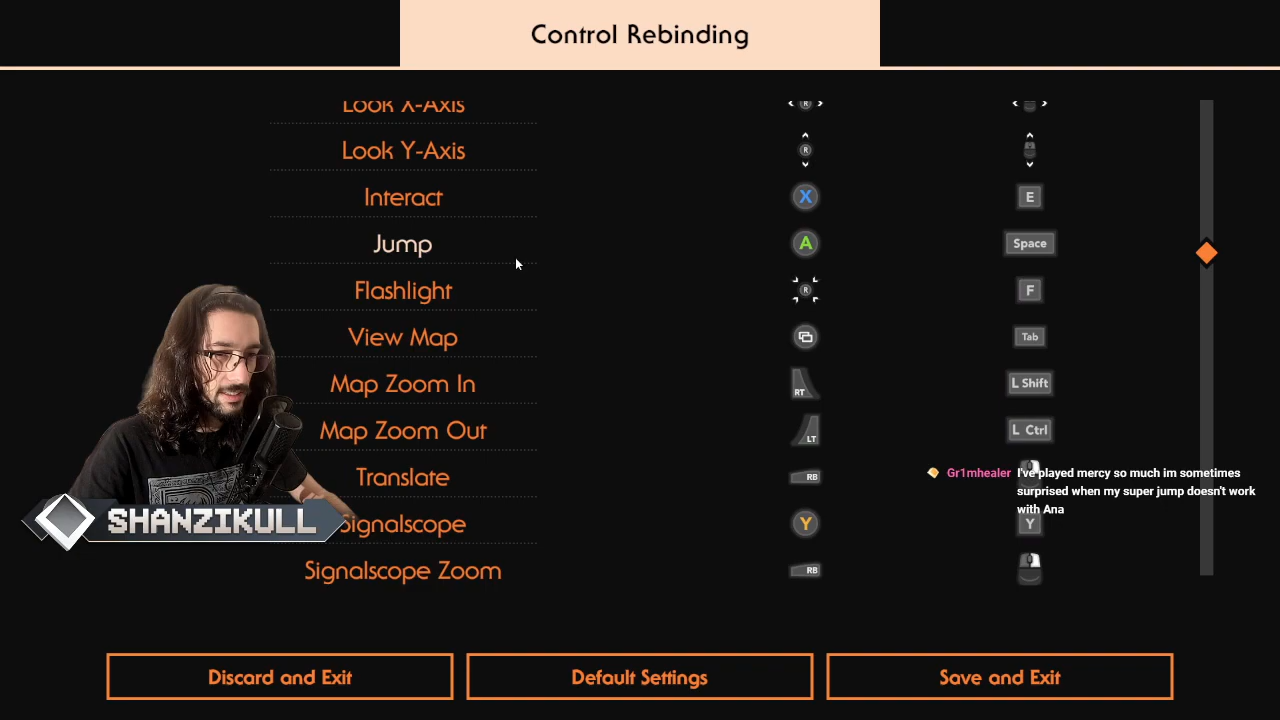 Control Rebinding
Look X-Axis R
Look Y-Axis R
Interact X E
Jump A Space
Flashlight R F
View Map Tab
Map Zoom In RT L Shift
Map Zoom Out LT L Ctrl
Translate RB
Gr1mhealer I've played mercy so much im sometimes
surprised when my super jump doesn't work
with Ana
SHANZIKULL
Signalscope Y Y
Signalscope Zoom RB
Discard and Exit Default Settings Save and Exit